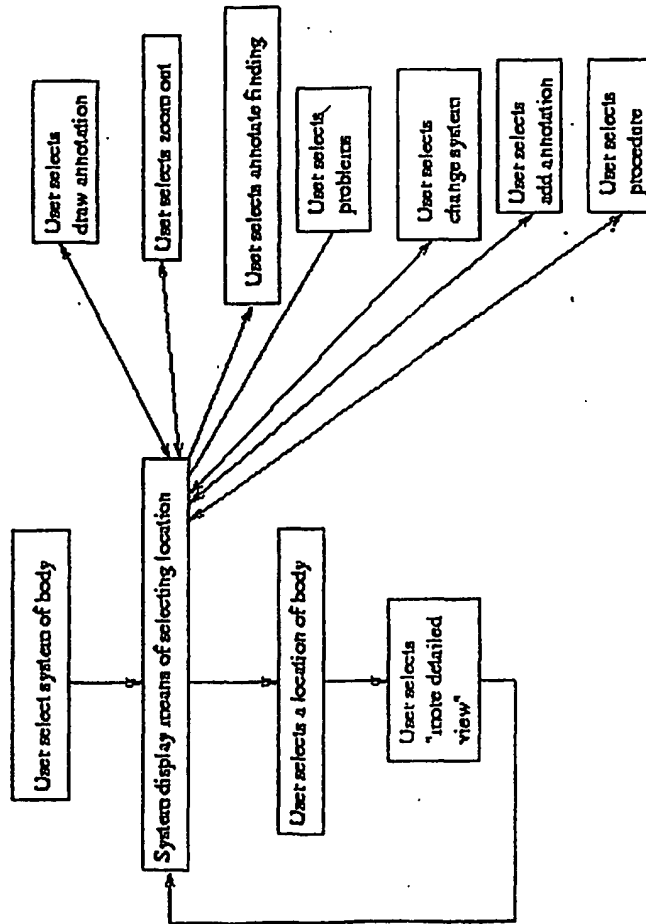 User select system of body
System display means of selecting location
User selects a location of body
User selects
"more detailed
view"
User selects
draw annotation
User selects zoom out
User selects annotate finding
User selects
problems
User selects
change system
User selects
add annotation
User selects
procedure